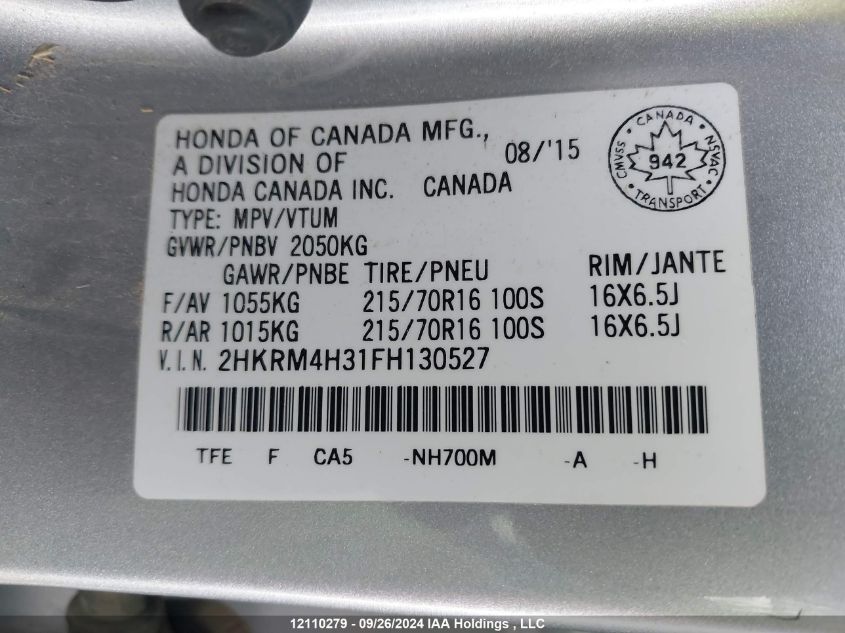 HONDA OF CANADA MFG.,
A DIVISION OF
HONDA CANADA INC. CANADA
08/'15
CANADA
CMVSS 942 NSVAC
TRANSPORT
TYPE: MPV/VTUM
GVWR/PNBV 2050KG
GAWR/PNBE TIRE/PNEU RIM/JANTE
F/AV 1055KG 215/70R16 100S 16X6.5J
R/AR 1015KG 215/70R16 100S 16X6.5J
V.I.N. 2HKRM4H31FH130527
TFE F CA5 -NH700M -A -H
12110279 - 09/26/2024 IAA Holdings , LLC